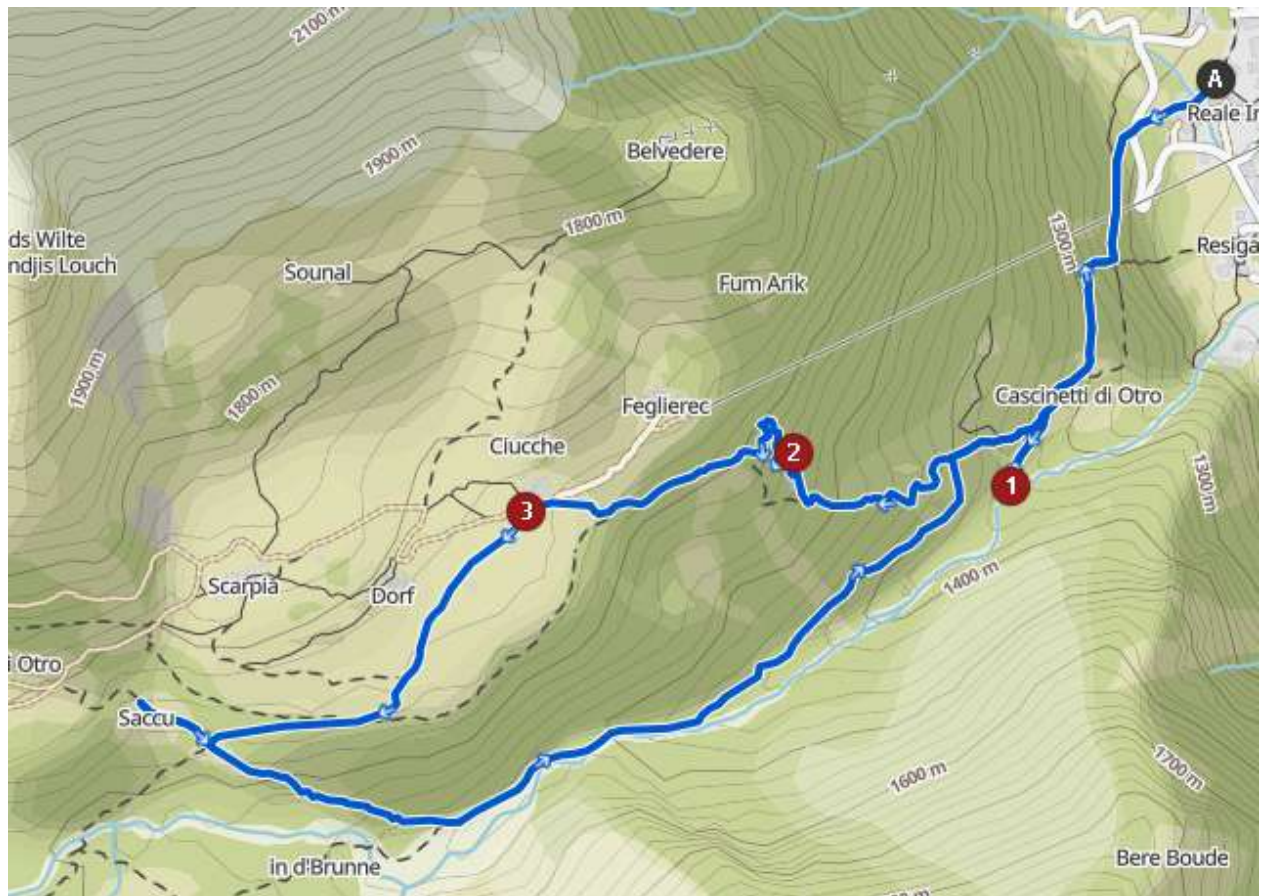 2100 m
A
Reale In
1900 m
Belvedere
1800 m
1300 m
ds Wilte
ndjis Louch
Sounal
Resiga
Fum Arik
1900 m
1800 m
Feglierec
Cascinetti di Otro
Ciucche
2
1
1300 m
3
Scarpia
Dorf
1400 m
i Otro
Saccu
1600 m
1700 m
in d'Brunne
Bere Boude